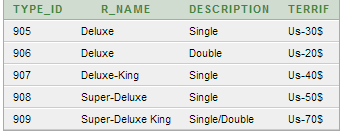 TYPE_ID R_NAME DESCRIPTION TERRIF
905 Deluxe Single Us-30$
906 Deluxe Double Us-20$
907 Deluxe-King Single Us-40$
908 Super-Deluxe Single Us-50$
909 Super-Deluxe King Single/Double Us-70$